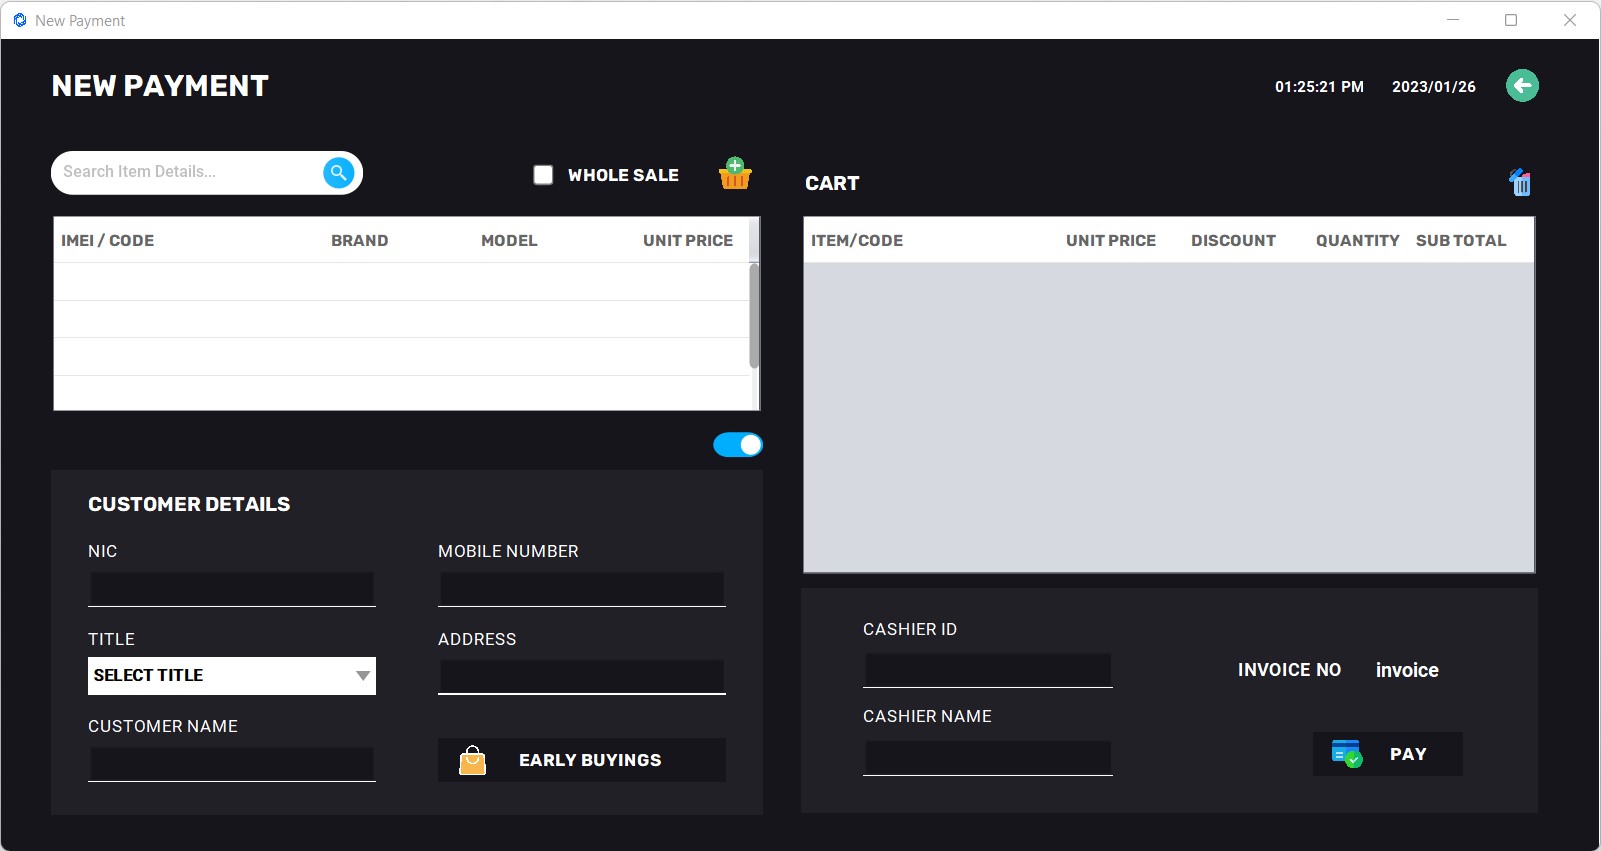 New Payment
NEW PAYMENT
01:25:21 PM 2023/01/26
Search Item Details...
WHOLE SALE
CART
IMEI / CODE BRAND MODEL UNIT PRICE
ITEM/CODE UNIT PRICE DISCOUNT QUANTITY SUB TOTAL
CUSTOMER DETAILS
NIC
MOBILE NUMBER
TITLE
SELECT TITLE
ADDRESS
CUSTOMER NAME
EARLY BUYINGS
CASHIER ID
CASHIER NAME
INVOICE NO invoice
PAY